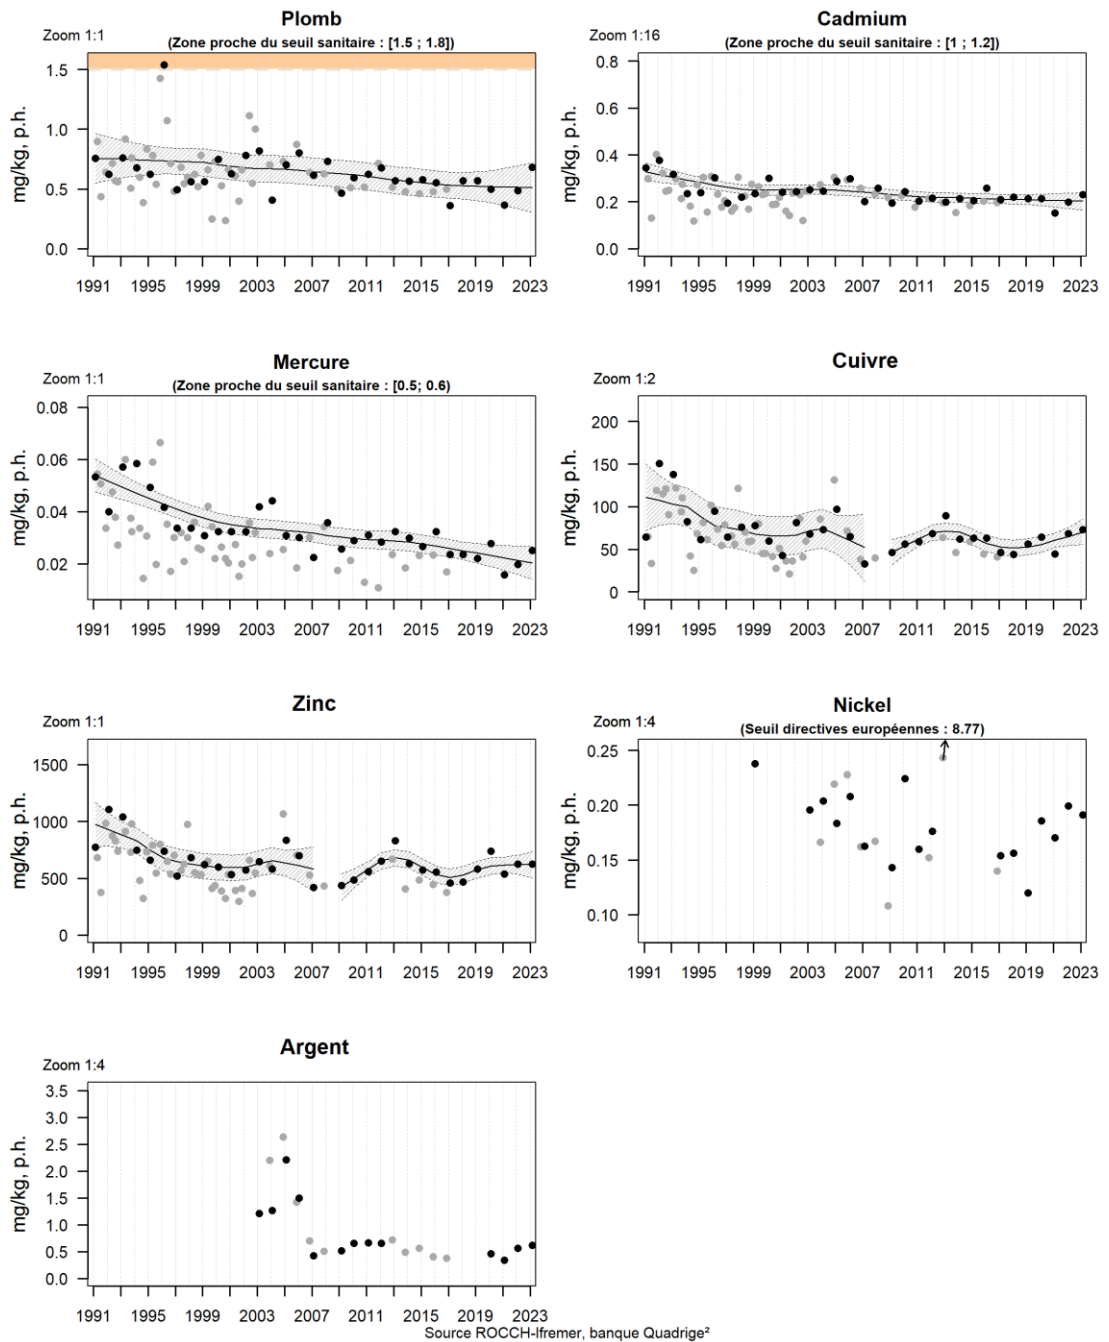 Plomb
Zoom 1:1
(Zone proche du seuil sanitaire : [1.5 ; 1.8])
mg/kg, p.h.
1.5
1.0
0.5
0.0
1991 1995 1999 2003 2007 2011 2015 2019 2023
Cadmium
Zoom 1:16
(Zone proche du seuil sanitaire : [1 ; 1.2])
mg/kg, p.h.
0.8
0.6
0.4
0.2
0.0
1991 1995 1999 2003 2007 2011 2015 2019 2023
Mercure
Zoom 1:1
(Zone proche du seuil sanitaire : [0.5; 0.6)
mg/kg, p.h.
0.08
0.06
0.04
0.02
1991 1995 1999 2003 2007 2011 2015 2019 2023
Cuivre
Zoom 1:2
mg/kg, p.h.
200
150
100
50
0
1991 1995 1999 2003 2007 2011 2015 2019 2023
Zinc
Zoom 1:1
mg/kg, p.h.
1500
1000
500
0
1991 1995 1999 2003 2007 2011 2015 2019 2023
Nickel
Zoom 1:4
(Seuil directives européennes : 8.77)
mg/kg, p.h.
0.25
0.20
0.15
0.10
1991 1995 1999 2003 2007 2011 2015 2019 2023
Argent
Zoom 1:4
mg/kg, p.h.
3.5
3.0
2.5
2.0
1.5
1.0
0.5
0.0
1991 1995 1999 2003 2007 2011 2015 2019 2023
Source ROCCH-Ifremer, banque Quadrige²